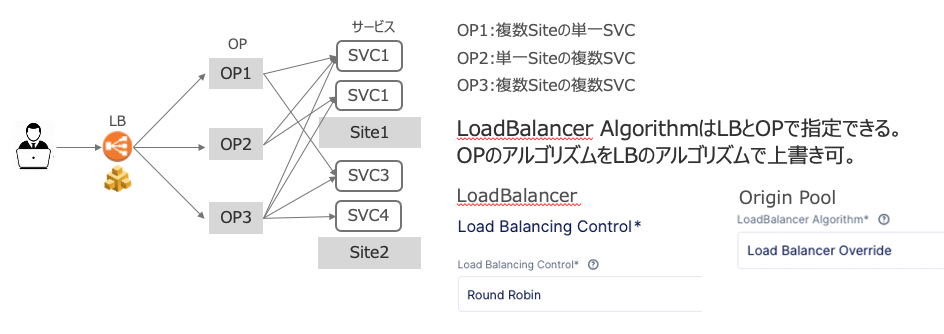 サービス
OP
SVC1
OP1
LB
SVC1
Site1
OP2
SVC3
OP3
SVC4
Site2
OP1:複数Siteの単一SVC
OP2:単一Siteの複数SVC
OP3:複数Siteの複数SVC
LoadBalancer AlgorithmはLBとOPで指定できる。
OPのアルゴリズムをLBのアルゴリズムで上書き可。
LoadBalancer
Load Balancing Control*
Load Balancing Control* ?
Round Robin
Origin Pool
LoadBalancer Algorithm* ?
Load Balancer Override